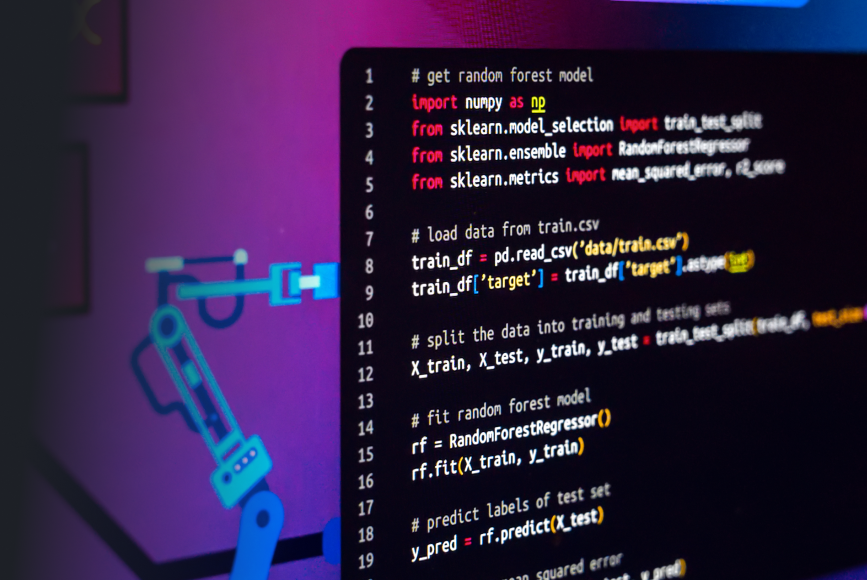 1 # get random forest model
2 import numpy as np
3 from sklearn.model_selection import train_test_split
4 from sklearn.ensemble import RandomForestRegressor
5 from sklearn.metrics import mean_squared_error, r2_score
6
7 # load data from train.csv
8 train_df = pd.read_csv('data/train.csv')
9 train_df['target'] = train_df['target'].astype(int)
10
11 # split the data into training and testing sets
12 X_train, X_test, y_train, y_test = train_test_split(train_df,
13
14 # fit random forest model
15 rf = RandomForestRegressor()
16 rf.fit(X_train, y_train)
17
18 # predict labels of test set
19 y_pred = rf.predict(X_test)
squared error
y_pred)